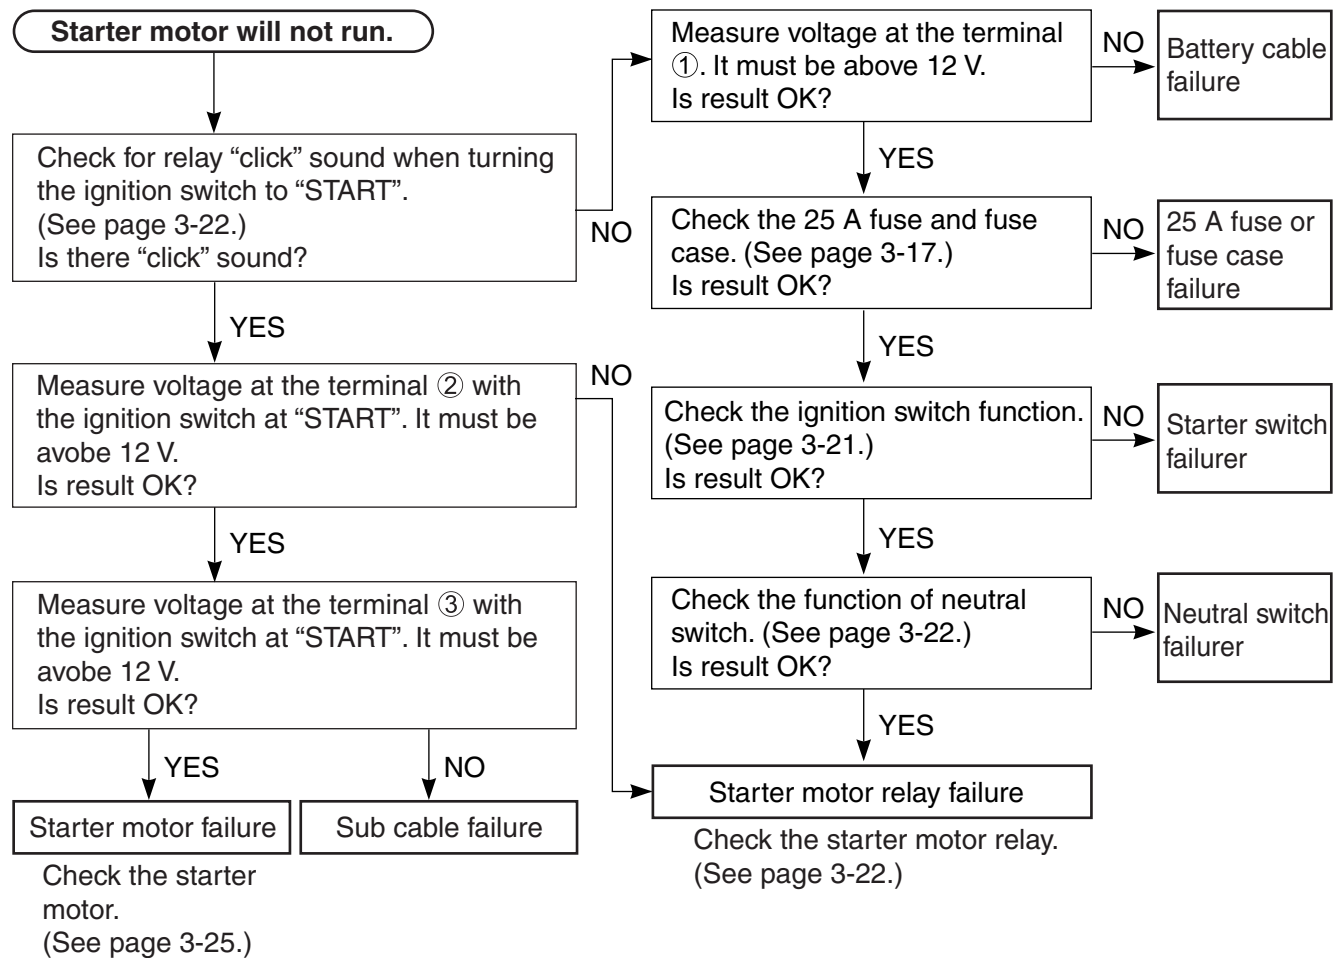 Starter motor will not run.
Check for relay “click” sound when turning
the ignition switch to “START”.
(See page 3-22.)
Is there “click” sound?
NO
YES
Measure voltage at the terminal ② with
the ignition switch at “START”. It must be
avobe 12 V.
Is result OK?
NO
YES
Measure voltage at the terminal ③ with
the ignition switch at “START”. It must be
avobe 12 V.
Is result OK?
YES
NO
Starter motor failure
Sub cable failure
Check the starter
motor.
(See page 3-25.)
Measure voltage at the terminal
①. It must be above 12 V.
Is result OK?
NO
Battery cable
failure
YES
Check the 25 A fuse and fuse
case. (See page 3-17.)
Is result OK?
NO
25 A fuse or
fuse case
failure
YES
Check the ignition switch function.
(See page 3-21.)
Is result OK?
NO
Starter switch
failurer
YES
Check the function of neutral
switch. (See page 3-22.)
Is result OK?
NO
Neutral switch
failurer
YES
Starter motor relay failure
Check the starter motor relay.
(See page 3-22.)